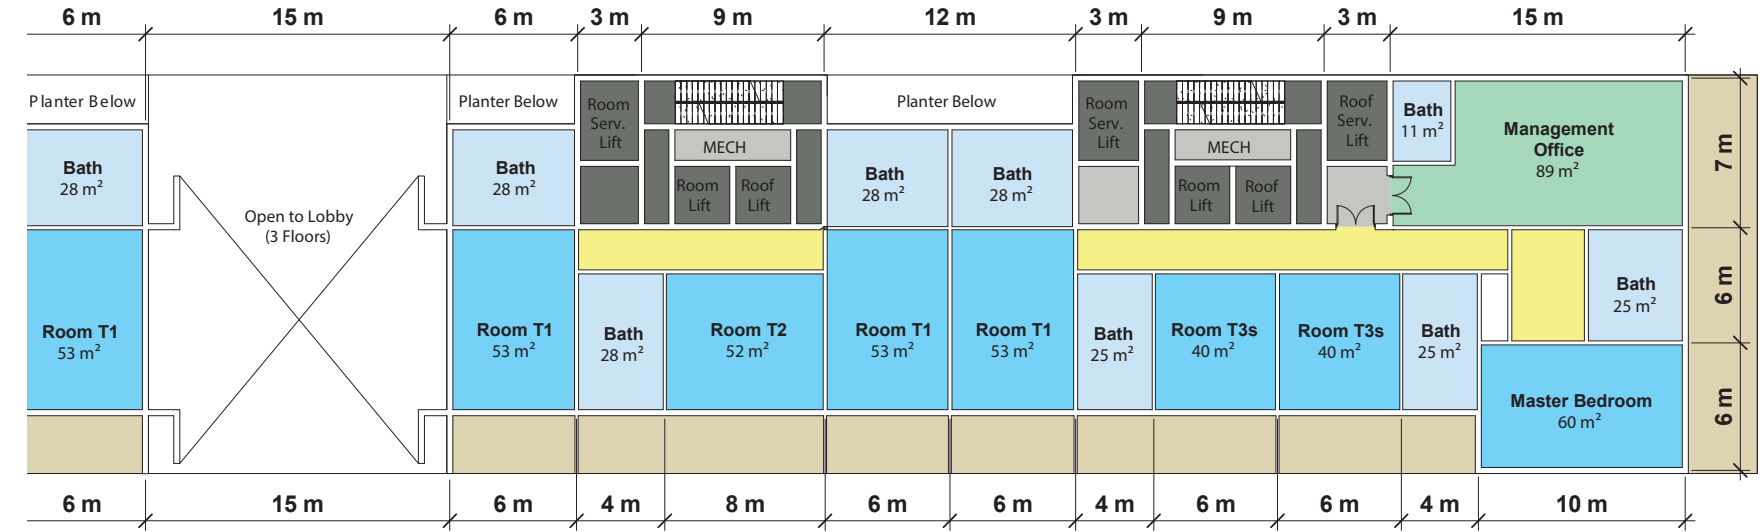 6 m 15 m 6 m 3 m 9 m 12 m 3 m 9 m 3 m 15 m
Planter Below
Planter Below
Planter Below
Room
Serv.
Lift
MECH
Room
Lift
Roof
Lift
Room
Serv.
Lift
MECH
Room
Lift
Roof
Lift
Roof
Serv.
Lift
Bath
11 m²
Management
Office
89 m²
7 m
Bath
28 m²
Open to Lobby
(3 Floors)
Bath
28 m²
Bath
28 m²
Bath
28 m²
Room T1
53 m²
Room T1
53 m²
Bath
28 m²
Room T2
52 m²
Room T1
53 m²
Room T1
53 m²
Bath
25 m²
Room T3s
40 m²
Room T3s
40 m²
Bath
25 m²
Bath
25 m²
6 m
Master Bedroom
60 m²
6 m
6 m 15 m 6 m 4 m 8 m 6 m 6 m 4 m 6 m 6 m 4 m 10 m